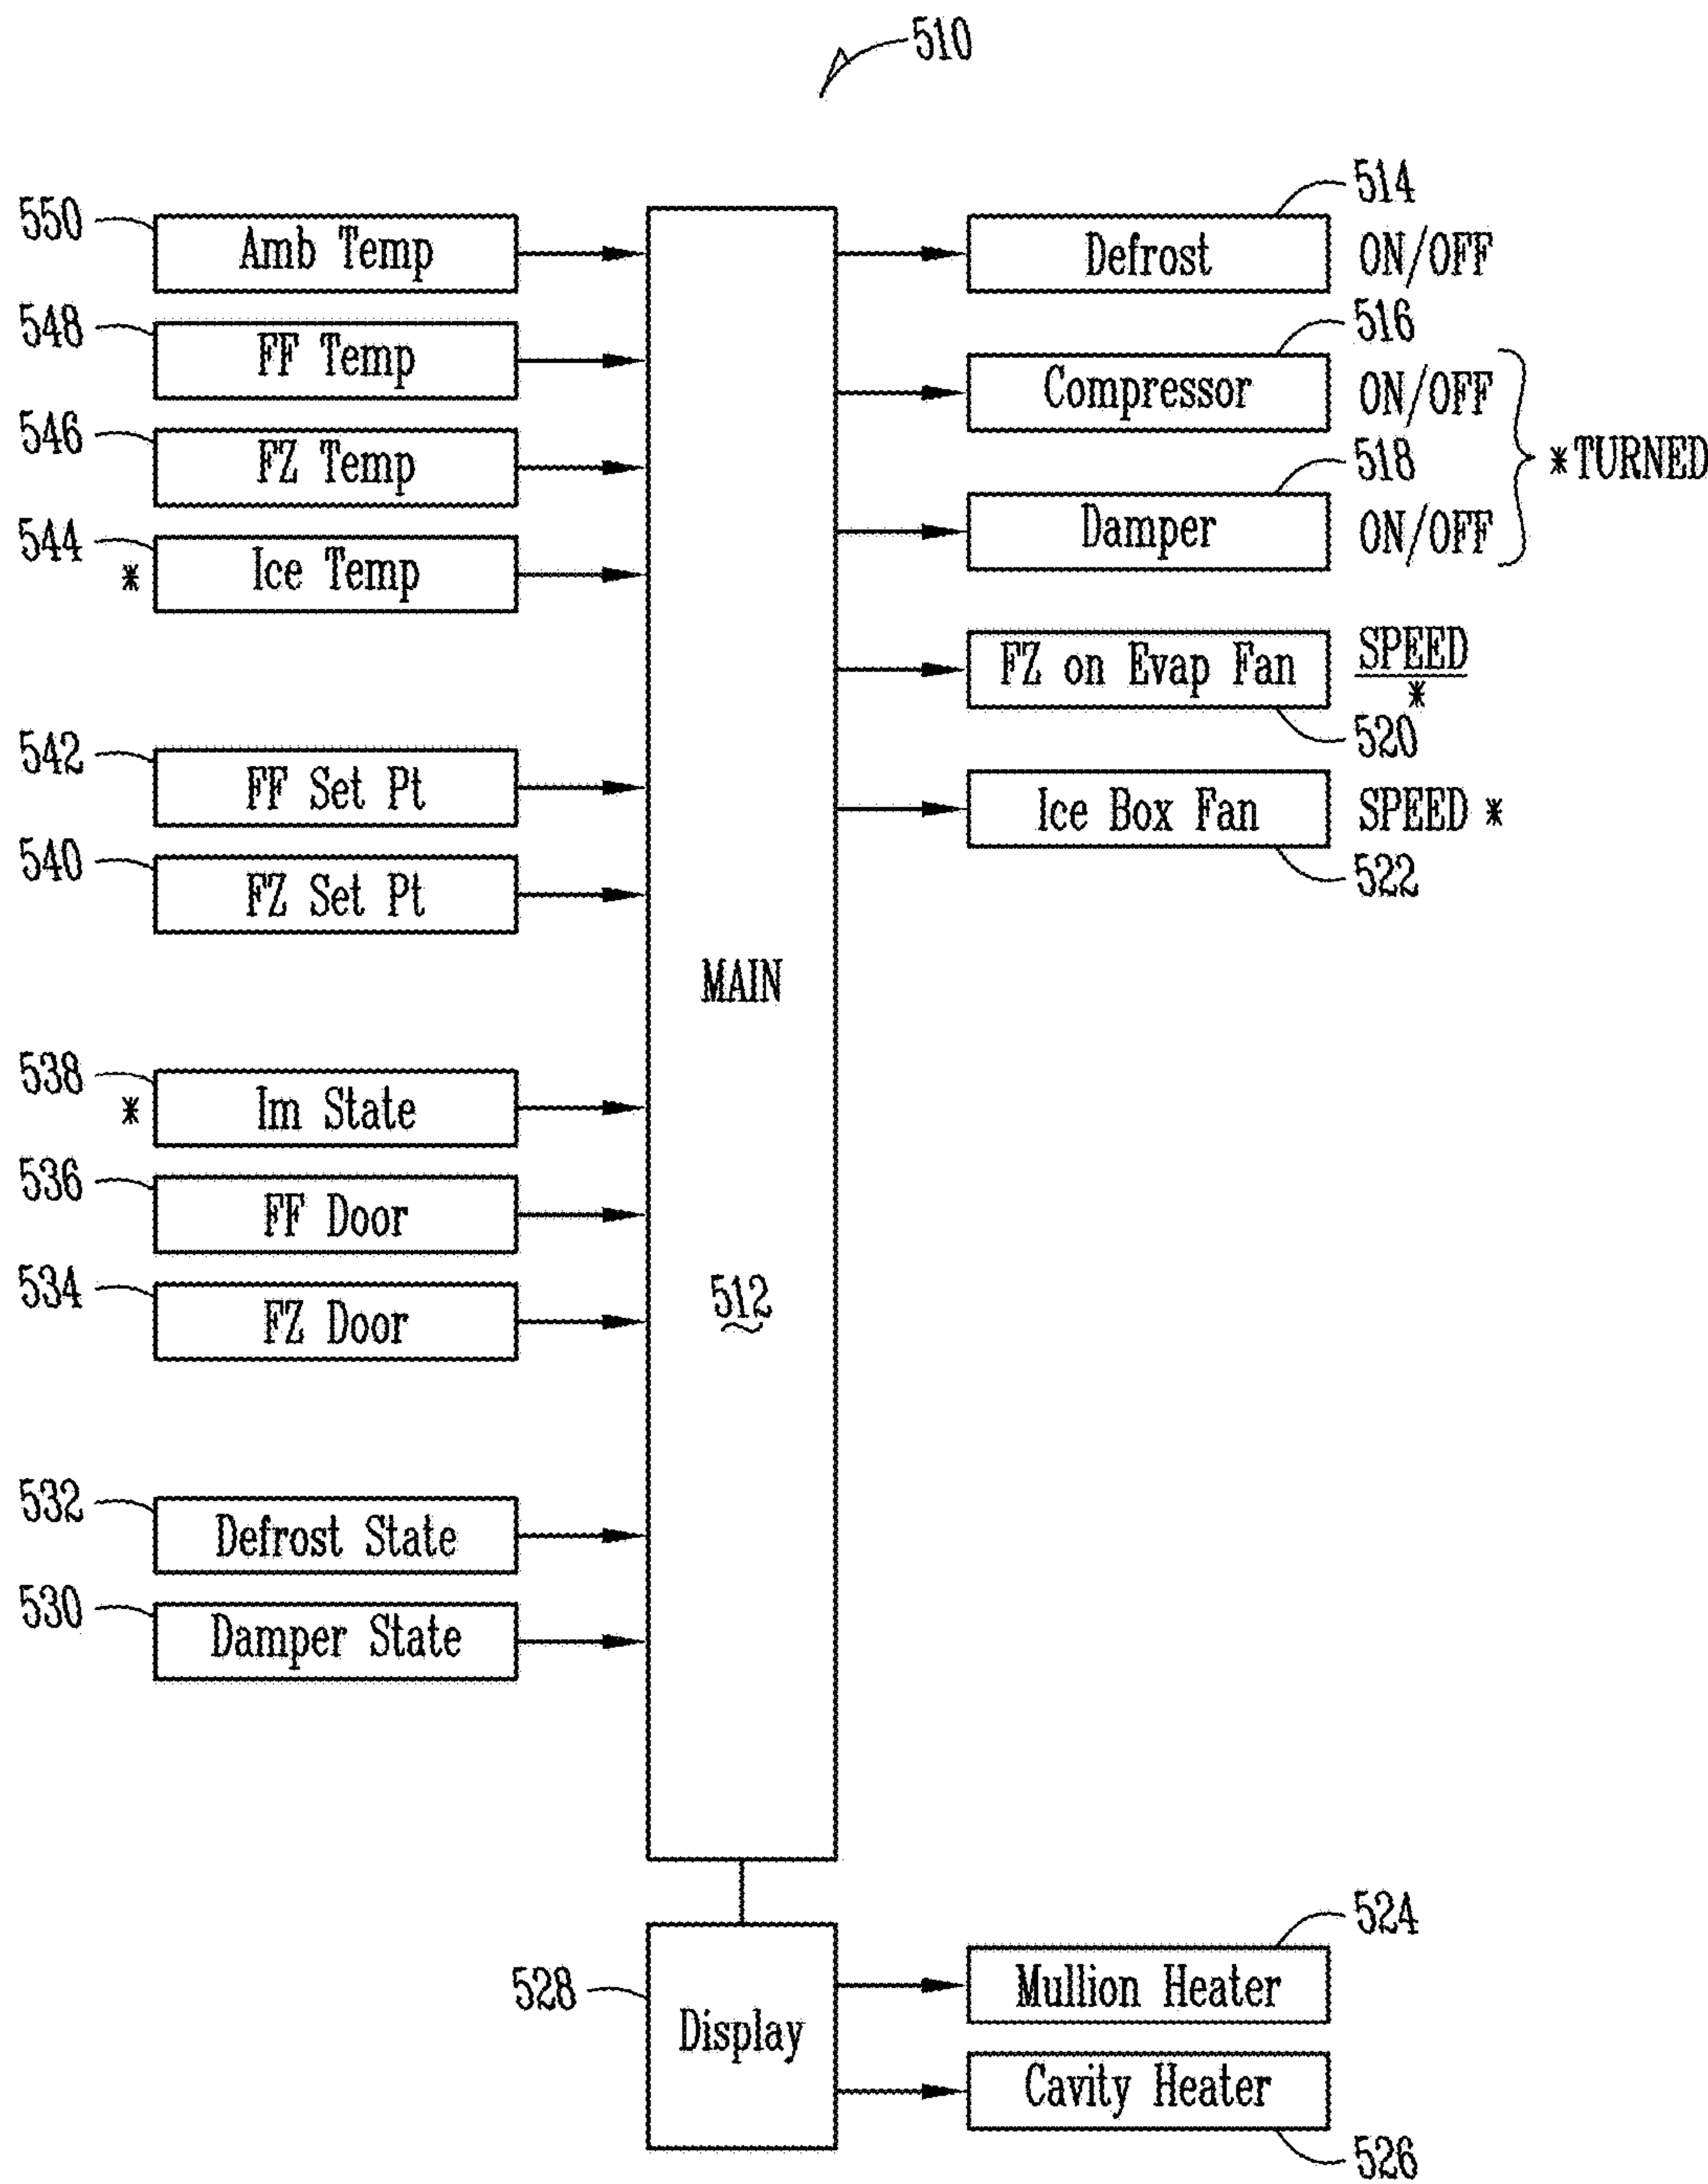 510
550
Amb Temp
548
FF Temp
546
FZ Temp
544
* Ice Temp
542
FF Set Pt
540
FZ Set Pt
538
* Im State
536
FF Door
534
FZ Door
532
Defrost State
530
Damper State
MAIN
512
514
Defrost ON/OFF
516
Compressor ON/OFF
*TURNED
518
Damper ON/OFF
FZ on Evap Fan SPEED
*
520
Ice Box Fan SPEED *
522
528
Display
524
Mullion Heater
Cavity Heater
526